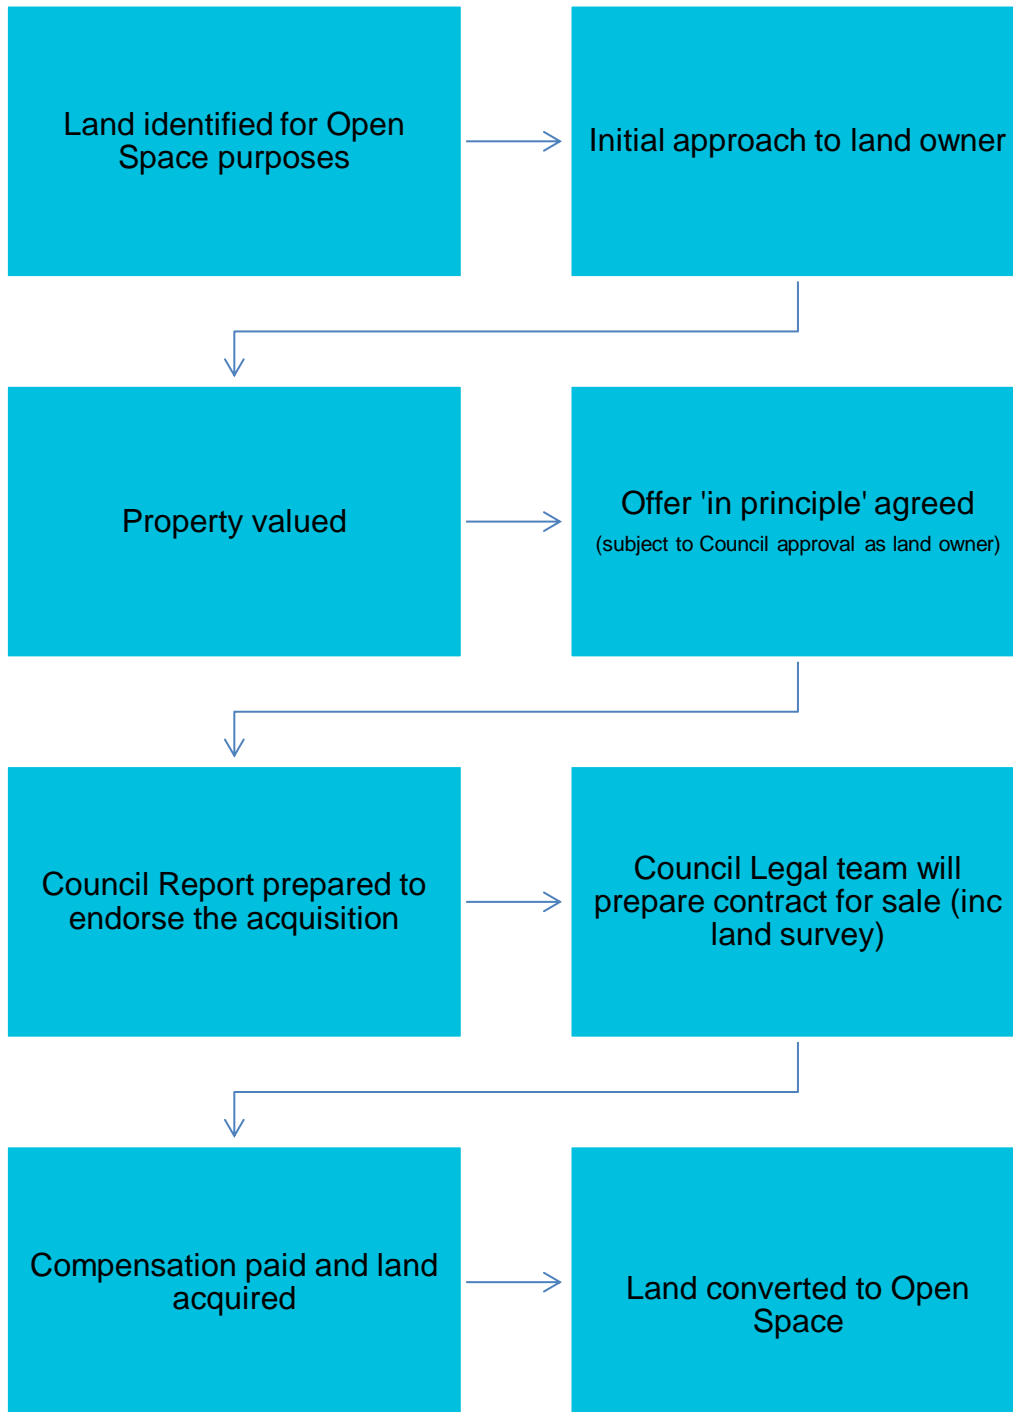 Land identified for Open
Space purposes
Initial approach to land owner
Property valued
Offer 'in principle' agreed
(subject to Council approval as land owner)
Council Report prepared to
endorse the acquisition
Council Legal team will
prepare contract for sale (inc
land survey)
Compensation paid and land
acquired
Land converted to Open
Space